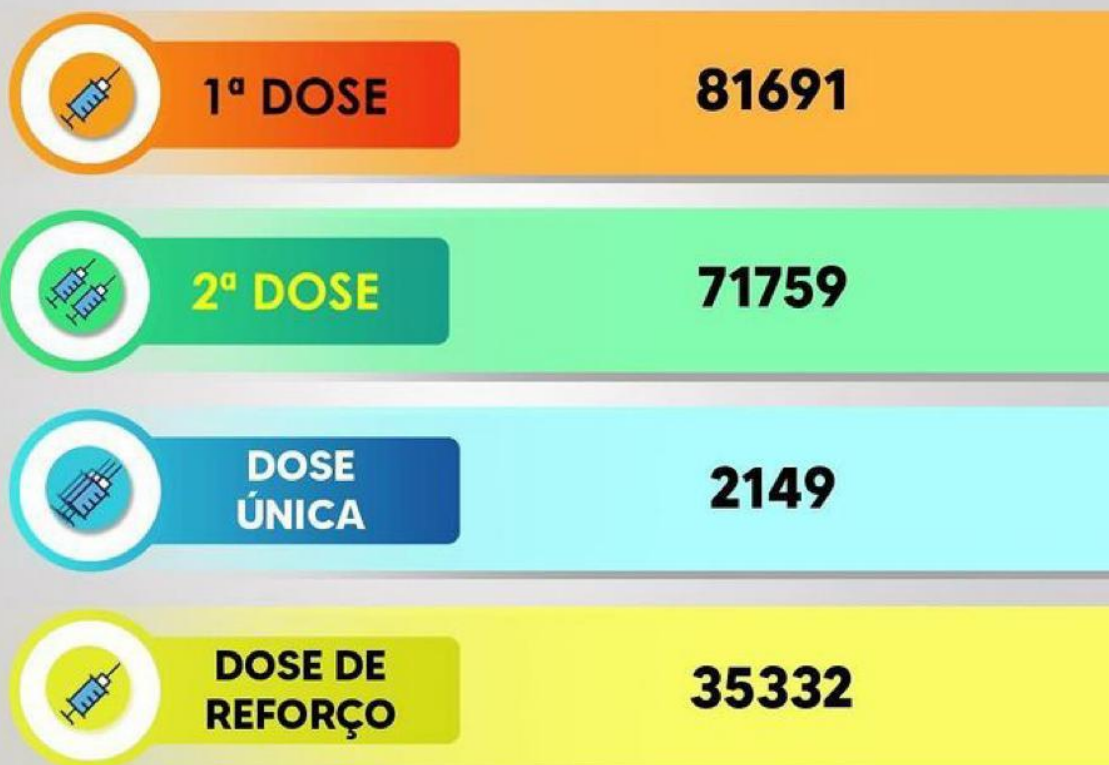 1ª DOSE
81691
2ª DOSE
71759
DOSE
ÚNICA
2149
DOSE DE
REFORÇO
35332